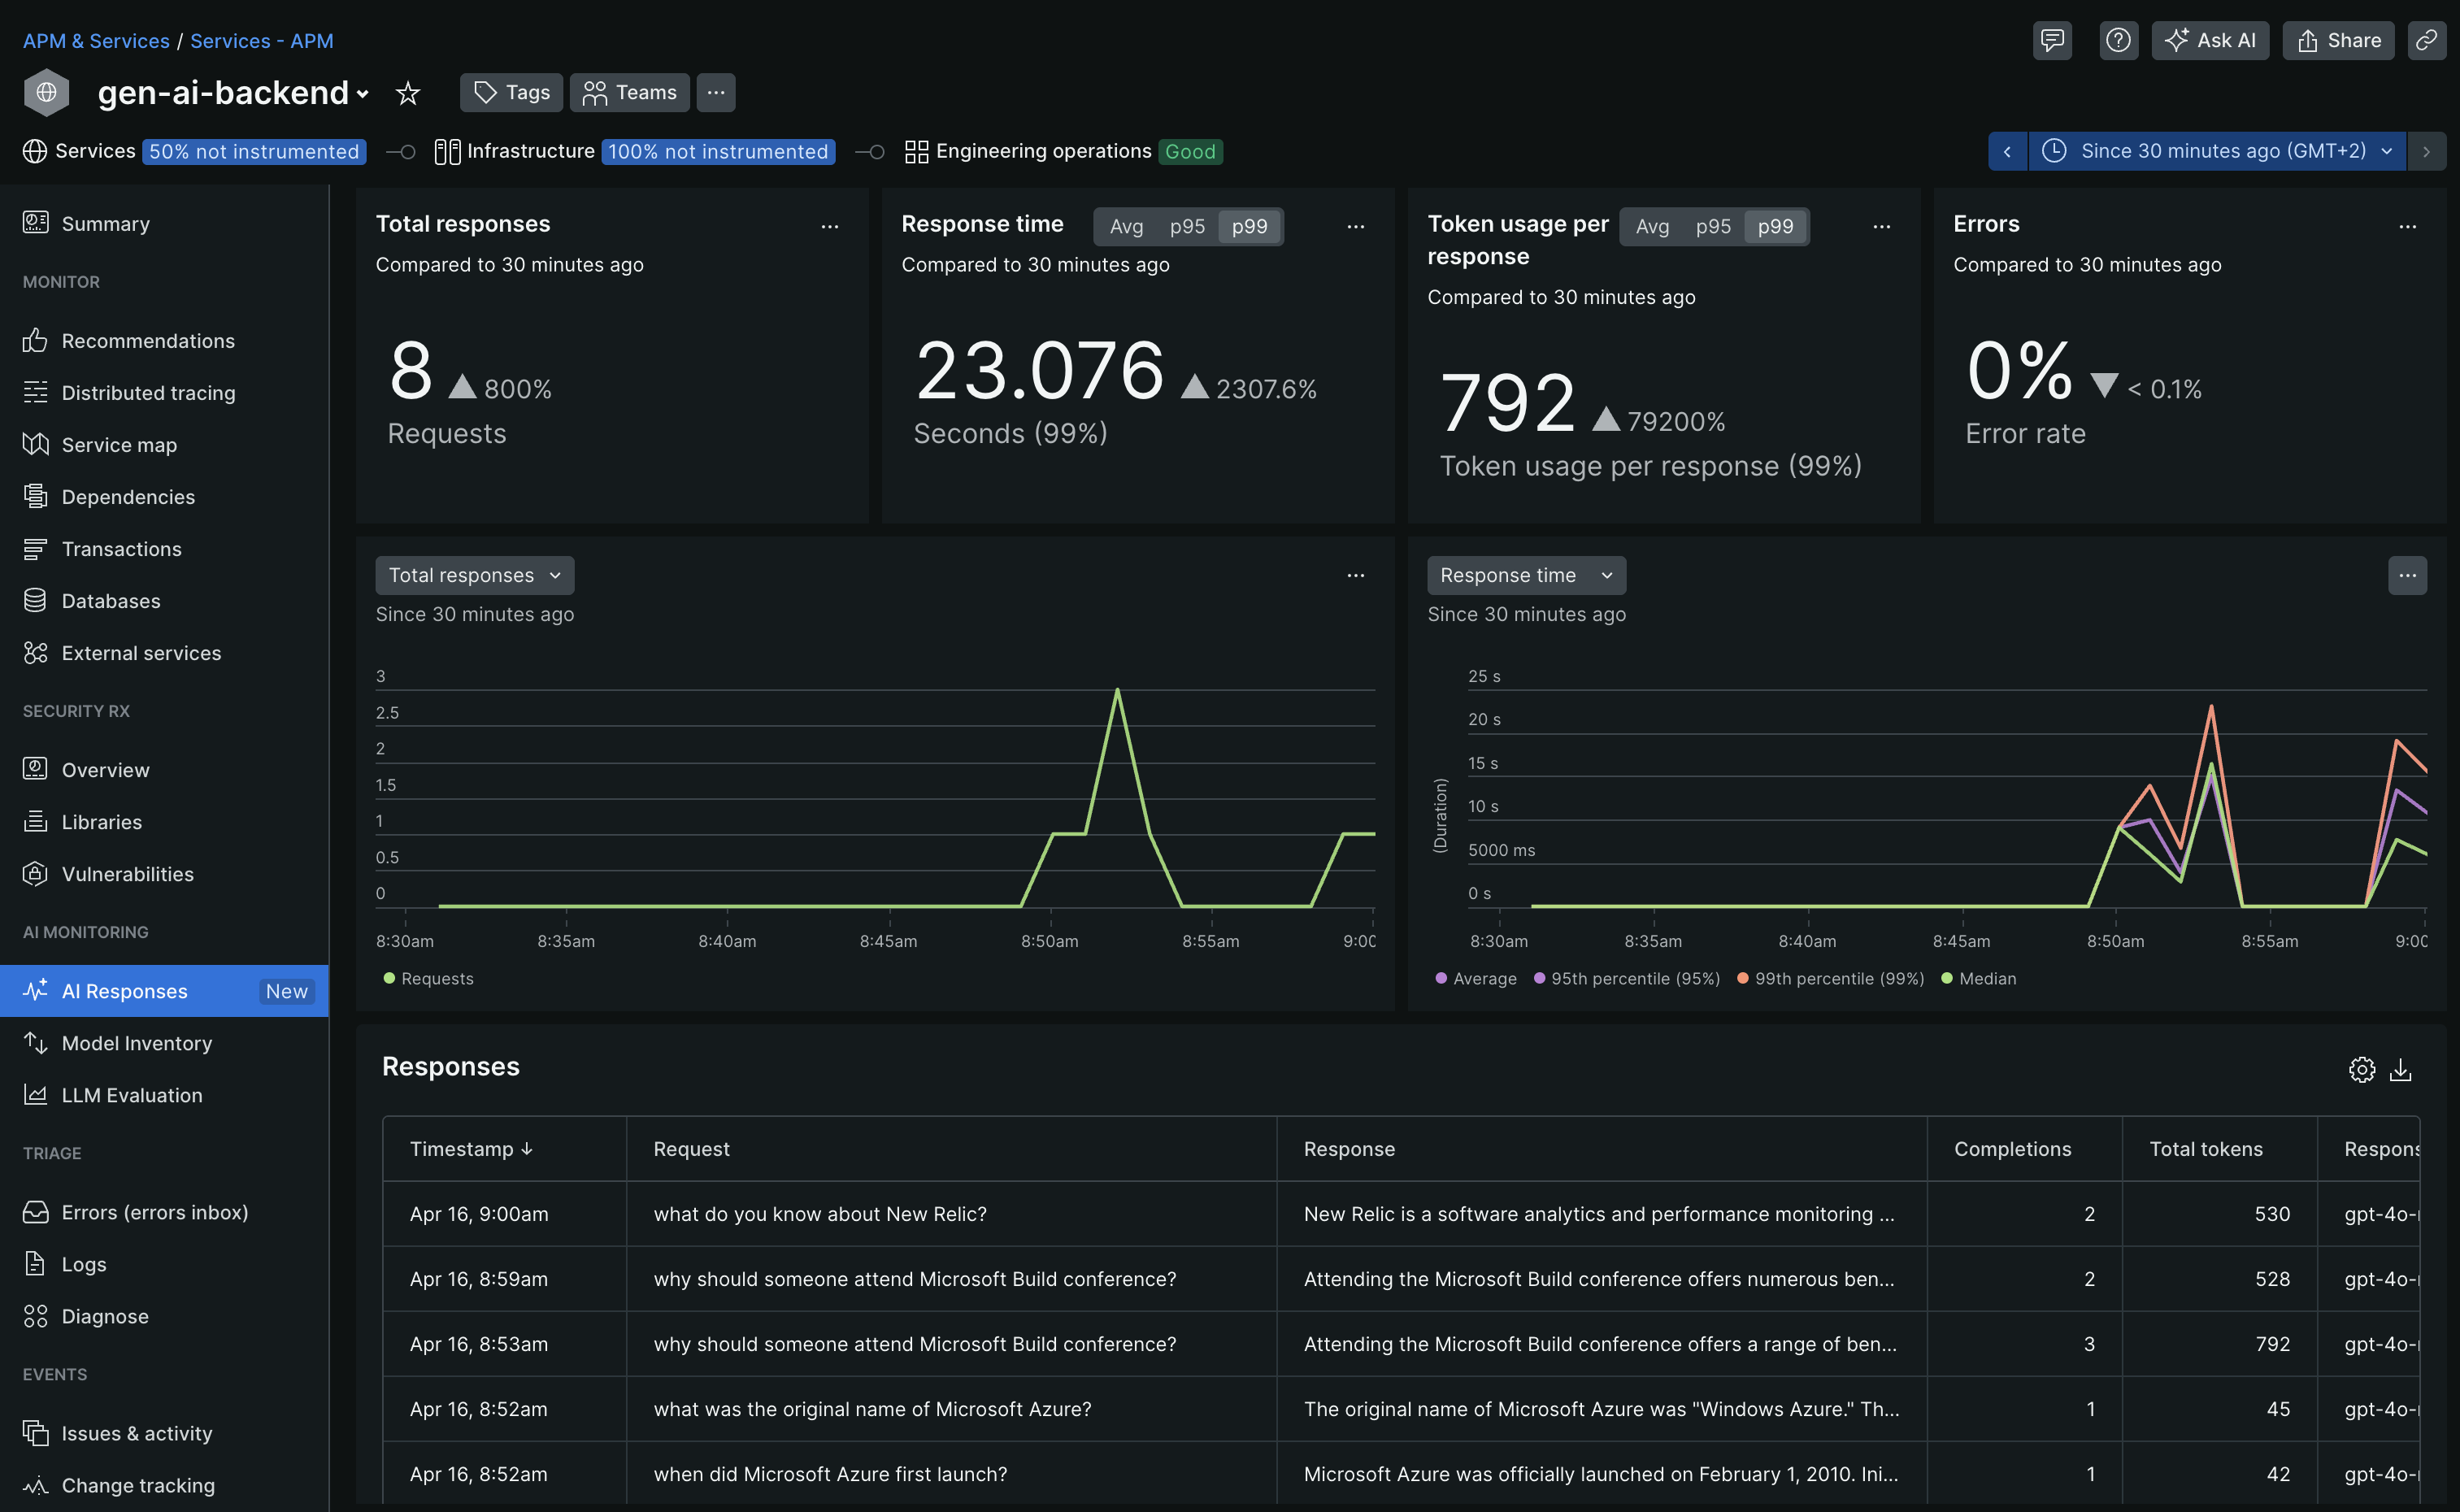 APM & Services / Services - APM
Ask AI
Share
gen-ai-backend
Tags
Teams
Services 50% not instrumented
Infrastructure 100% not instrumented
Engineering operations Good
Since 30 minutes ago (GMT+2)
Summary
MONITOR
Recommendations
Distributed tracing
Service map
Dependencies
Transactions
Databases
External services
SECURITY RX
Overview
Libraries
Vulnerabilities
AI MONITORING
AI Responses New
Model Inventory
LLM Evaluation
TRIAGE
Errors (errors inbox)
Logs
Diagnose
EVENTS
Issues & activity
Change tracking
Total responses
Compared to 30 minutes ago
8 800%
Requests
Response time Avg p95 p99
Compared to 30 minutes ago
23.076 2307.6%
Seconds (99%)
Token usage per response Avg p95 p99
Compared to 30 minutes ago
792 79200%
Token usage per response (99%)
Errors
Compared to 30 minutes ago
0% < 0.1%
Error rate
Total responses
Since 30 minutes ago
3
2.5
2
1.5
1
0.5
0
8:30am 8:35am 8:40am 8:45am 8:50am 8:55am 9:00
Requests
Response time
Since 30 minutes ago
(Duration)
25 s
20 s
15 s
10 s
5000 ms
0 s
8:30am 8:35am 8:40am 8:45am 8:50am 8:55am 9:00
Average 95th percentile (95%) 99th percentile (99%) Median
Responses
Timestamp Request Response Completions Total tokens Respons
Apr 16, 9:00am what do you know about New Relic? New Relic is a software analytics and performance monitoring ... 2 530 gpt-4o-
Apr 16, 8:59am why should someone attend Microsoft Build conference? Attending the Microsoft Build conference offers numerous ben... 2 528 gpt-4o-
Apr 16, 8:53am why should someone attend Microsoft Build conference? Attending the Microsoft Build conference offers a range of ben... 3 792 gpt-4o-
Apr 16, 8:52am what was the original name of Microsoft Azure? The original name of Microsoft Azure was "Windows Azure." Th... 1 45 gpt-4o-
Apr 16, 8:52am when did Microsoft Azure first launch? Microsoft Azure was officially launched on February 1, 2010. Ini... 1 42 gpt-4o-